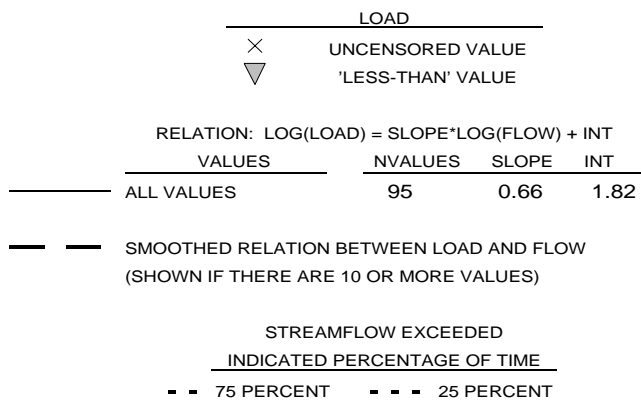 LOAD
UNCENSORED VALUE
'LESS-THAN' VALUE
RELATION: LOG(LOAD) = SLOPE*LOG(FLOW) + INT
VALUES NVALUES SLOPE INT
ALL VALUES 95 0.66 1.82
SMOOTHED RELATION BETWEEN LOAD AND FLOW
(SHOWN IF THERE ARE 10 OR MORE VALUES)
STREAMFLOW EXCEEDED
INDICATED PERCENTAGE OF TIME
75 PERCENT 25 PERCENT